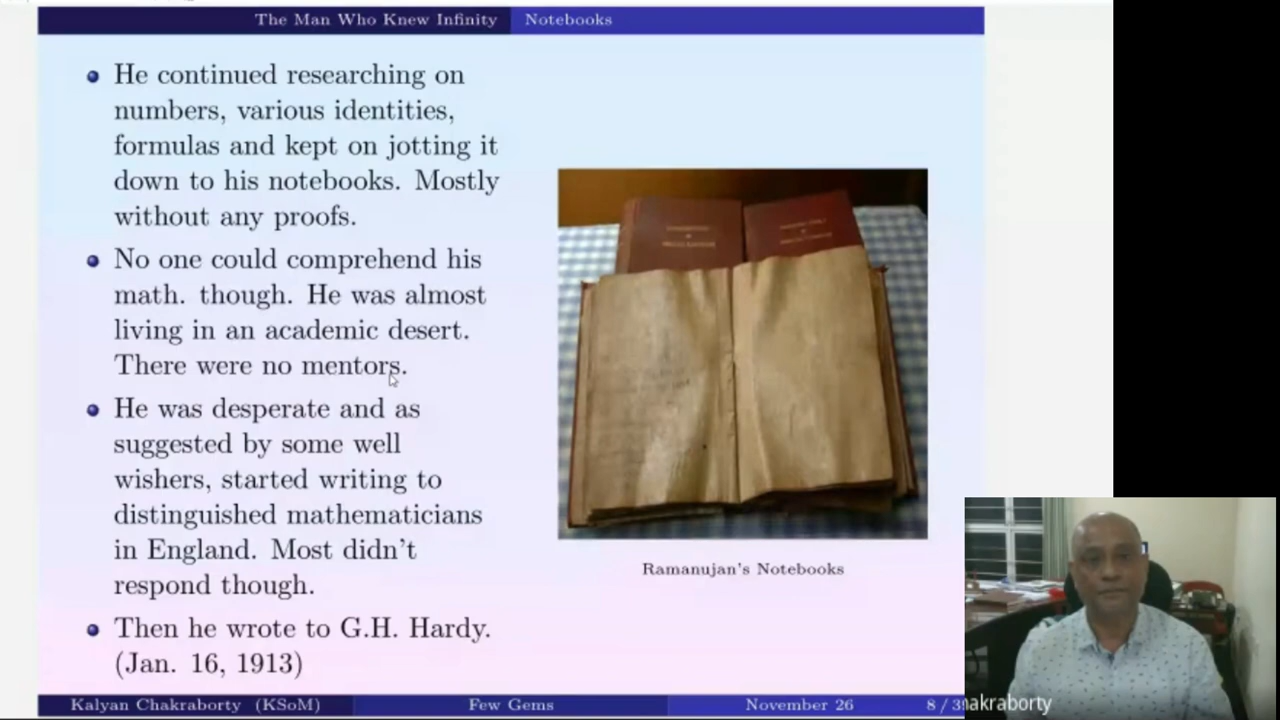 The Man Who Knew Infinity Notebooks
He continued researching on
numbers, various identities,
formulas and kept on jotting it
down to his notebooks. Mostly
without any proofs.
No one could comprehend his
math. though. He was almost
living in an academic desert.
There were no mentors.
He was desperate and as
suggested by some well
wishers, started writing to
distinguished mathematicians
in England. Most didn't
respond though.
Then he wrote to G.H. Hardy.
(Jan. 16, 1913)
Ramanujan's Notebooks
Kalyan Chakraborty (KSoM) Few Gems November 26 8 / 3